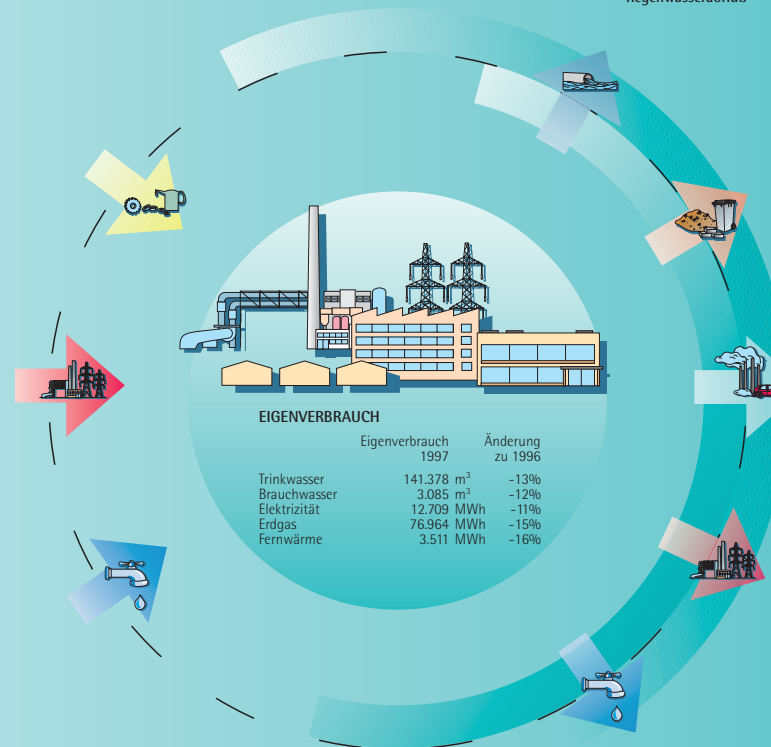 EIGENVERBRAUCH
Eigenverbrauch Änderung
1997 zu 1996
Trinkwasser 141.378 m³ -13%
Brauchwasser 3.085 m³ -12%
Elektrizität 12.709 MWh -11%
Erdgas 76.964 MWh -15%
Fernwärme 3.511 MWh -16%